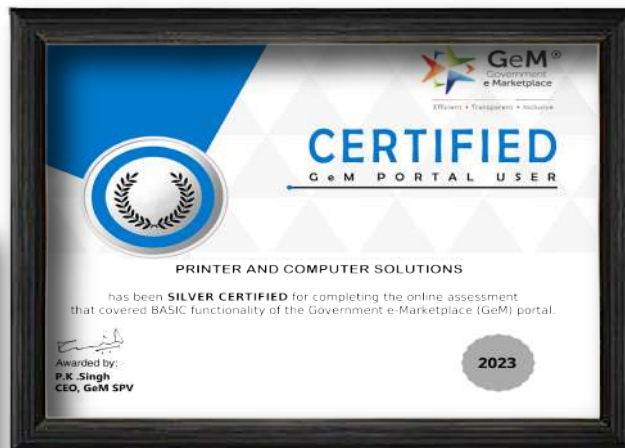 GeM®
Government
e Marketplace
Efficient • Transparent • Inclusive
CERTIFIED
GeM PORTAL USER
PRINTER AND COMPUTER SOLUTIONS
has been SILVER CERTIFIED for completing the online assessment
that covered BASIC functionality of the Government e-Marketplace (GeM) portal.
Awarded by:
P.K .Singh
CEO, GeM SPV
2023